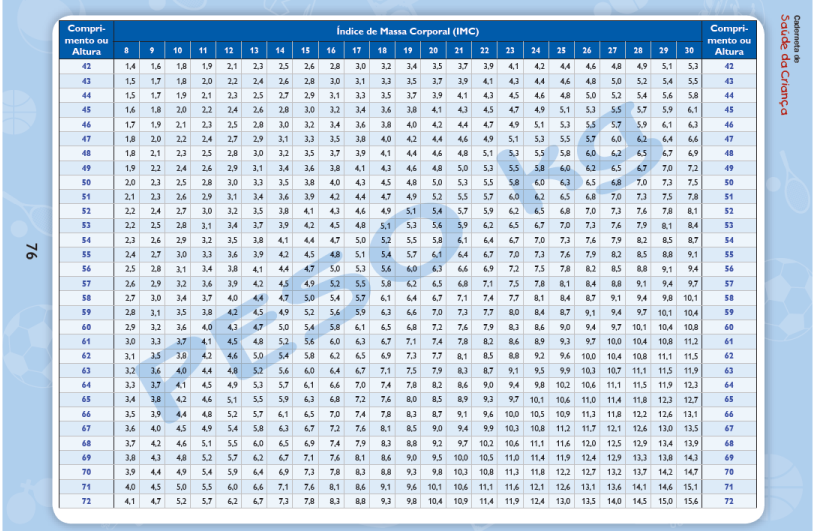 Caderneta de
Saúde da Criança
Compri-
mento ou
Altura
Índice de Massa Corporal (IMC)
Compri-
mento ou
Altura
8 9 10 11 12 13 14 15 16 17 18 19 20 21 22 23 24 25 26 27 28 29 30
42 1,4 1,6 1,8 1,9 2,1 2,3 2,5 2,6 2,8 3,0 3,2 3,4 3,5 3,7 3,9 4,1 4,2 4,4 4,6 4,8 4,9 5,1 5,3 42
43 1,5 1,7 1,8 2,0 2,2 2,4 2,6 2,8 3,0 3,1 3,3 3,5 3,7 3,9 4,1 4,3 4,4 4,6 4,8 5,0 5,2 5,4 5,5 43
44 1,5 1,7 1,9 2,1 2,3 2,5 2,7 2,9 3,1 3,3 3,5 3,7 3,9 4,1 4,3 4,5 4,6 4,8 5,0 5,2 5,4 5,6 5,8 44
45 1,6 1,8 2,0 2,2 2,4 2,6 2,8 3,0 3,2 3,4 3,6 3,8 4,1 4,3 4,5 4,7 4,9 5,1 5,3 5,5 5,7 5,9 6,1 45
46 1,7 1,9 2,1 2,3 2,5 2,8 3,0 3,2 3,4 3,6 3,8 4,0 4,2 4,4 4,7 4,9 5,1 5,3 5,5 5,7 5,9 6,1 6,3 46
47 1,8 2,0 2,2 2,4 2,7 2,9 3,1 3,3 3,5 3,8 4,0 4,2 4,4 4,6 4,9 5,1 5,3 5,5 5,7 6,0 6,2 6,4 6,6 47
48 1,8 2,1 2,3 2,5 2,8 3,0 3,2 3,5 3,7 3,9 4,1 4,4 4,6 4,8 5,1 5,3 5,5 5,8 6,0 6,2 6,5 6,7 6,9 48
49 1,9 2,2 2,4 2,6 2,9 3,1 3,4 3,6 3,8 4,1 4,3 4,6 4,8 5,0 5,3 5,5 5,8 6,0 6,2 6,5 6,7 7,0 7,2 49
50 2,0 2,3 2,5 2,8 3,0 3,3 3,5 3,8 4,0 4,3 4,5 4,8 5,0 5,3 5,5 5,8 6,0 6,3 6,5 6,8 7,0 7,3 7,5 50
51 2,1 2,3 2,6 2,9 3,1 3,4 3,6 3,9 4,2 4,4 4,7 4,9 5,2 5,5 5,7 6,0 6,2 6,5 6,8 7,0 7,3 7,5 7,8 51
52 2,2 2,4 2,7 3,0 3,2 3,5 3,8 4,1 4,3 4,6 4,9 5,1 5,4 5,7 5,9 6,2 6,5 6,8 7,0 7,3 7,6 7,8 8,1 52
53 2,2 2,5 2,8 3,1 3,4 3,7 3,9 4,2 4,5 4,8 5,1 5,3 5,6 5,9 6,2 6,5 6,7 7,0 7,3 7,6 7,9 8,1 8,4 53
54 2,3 2,6 2,9 3,2 3,5 3,8 4,1 4,4 4,7 5,0 5,2 5,5 5,8 6,1 6,4 6,7 7,0 7,3 7,6 7,9 8,2 8,5 8,7 54
55 2,4 2,7 3,0 3,3 3,6 3,9 4,2 4,5 4,8 5,1 5,4 5,7 6,1 6,4 6,7 7,0 7,3 7,6 7,9 8,2 8,5 8,8 9,1 55
56 2,5 2,8 3,1 3,4 3,8 4,1 4,4 4,7 5,0 5,3 5,6 6,0 6,3 6,6 6,9 7,2 7,5 7,8 8,2 8,5 8,8 9,1 9,4 56
57 2,6 2,9 3,2 3,6 3,9 4,2 4,5 4,9 5,2 5,5 5,8 6,2 6,5 6,8 7,1 7,5 7,8 8,1 8,4 8,8 9,1 9,4 9,7 57
58 2,7 3,0 3,4 3,7 4,0 4,4 4,7 5,0 5,4 5,7 6,1 6,4 6,7 7,1 7,4 7,7 8,1 8,4 8,7 9,1 9,4 9,8 10,1 58
59 2,8 3,1 3,5 3,8 4,2 4,5 4,9 5,2 5,6 5,9 6,3 6,6 7,0 7,3 7,7 8,0 8,4 8,7 9,1 9,4 9,7 10,1 10,4 59
60 2,9 3,2 3,6 4,0 4,3 4,7 5,0 5,4 5,8 6,1 6,5 6,8 7,2 7,6 7,9 8,3 8,6 9,0 9,4 9,7 10,1 10,4 10,8 60
61 3,0 3,3 3,7 4,1 4,5 4,8 5,2 5,6 6,0 6,3 6,7 7,1 7,4 7,8 8,2 8,6 8,9 9,3 9,7 10,0 10,4 10,8 11,2 61
62 3,1 3,5 3,8 4,2 4,6 5,0 5,4 5,8 6,2 6,5 6,9 7,3 7,7 8,1 8,5 8,8 9,2 9,6 10,0 10,4 10,8 11,1 11,5 62
63 3,2 3,6 4,0 4,4 4,8 5,2 5,6 6,0 6,4 6,7 7,1 7,5 7,9 8,3 8,7 9,1 9,5 9,9 10,3 10,7 11,1 11,5 11,9 63
64 3,3 3,7 4,1 4,5 4,9 5,3 5,7 6,1 6,6 7,0 7,4 7,8 8,2 8,6 9,0 9,4 9,8 10,2 10,6 11,1 11,5 11,9 12,3 64
65 3,4 3,8 4,2 4,6 5,1 5,5 5,9 6,3 6,8 7,2 7,6 8,0 8,5 8,9 9,3 9,7 10,1 10,6 11,0 11,4 11,8 12,3 12,7 65
66 3,5 3,9 4,4 4,8 5,2 5,7 6,1 6,5 7,0 7,4 7,8 8,3 8,7 9,1 9,6 10,0 10,5 10,9 11,3 11,8 12,2 12,6 13,1 66
67 3,6 4,0 4,5 4,9 5,4 5,8 6,3 6,7 7,2 7,6 8,1 8,5 9,0 9,4 9,9 10,3 10,8 11,2 11,7 12,1 12,6 13,0 13,5 67
68 3,7 4,2 4,6 5,1 5,5 6,0 6,5 6,9 7,4 7,9 8,3 8,8 9,2 9,7 10,2 10,6 11,1 11,6 12,0 12,5 12,9 13,4 13,9 68
69 3,8 4,3 4,8 5,2 5,7 6,2 6,7 7,1 7,6 8,1 8,6 9,0 9,5 10,0 10,5 11,0 11,4 11,9 12,4 12,9 13,3 13,8 14,3 69
70 3,9 4,4 4,9 5,4 5,9 6,4 6,9 7,3 7,8 8,3 8,8 9,3 9,8 10,3 10,8 11,3 11,8 12,2 12,7 13,2 13,7 14,2 14,7 70
71 4,0 4,5 5,0 5,5 6,0 6,6 7,1 7,6 8,1 8,6 9,1 9,6 10,1 10,6 11,1 11,6 12,1 12,6 13,1 13,6 14,1 14,6 15,1 71
72 4,1 4,7 5,2 5,7 6,2 6,7 7,3 7,8 8,3 8,8 9,3 9,8 10,4 10,9 11,4 11,9 12,4 13,0 13,5 14,0 14,5 15,0 15,6 72
PESO kg
76